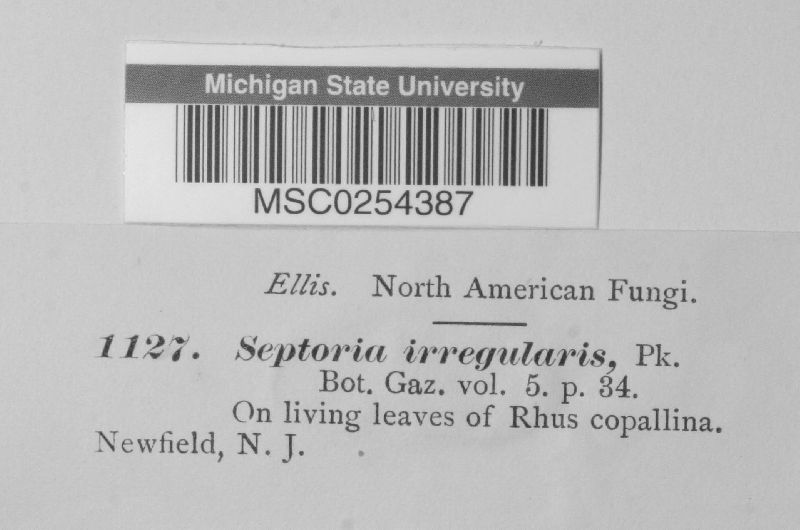 Michigan State University
MSC0254387
Ellis. North American Fungi.
1127. Septoria irregularis, Pk.
Bot. Gaz. vol. 5. p. 34.
On living leaves of Rhus copallina.
Newfield, N. J.